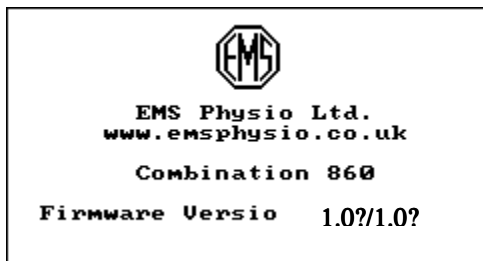 EMS
EMS Physio Ltd.
www.emsphysio.co.uk
Combination 860
Firmware Versio 1.0?/1.0?